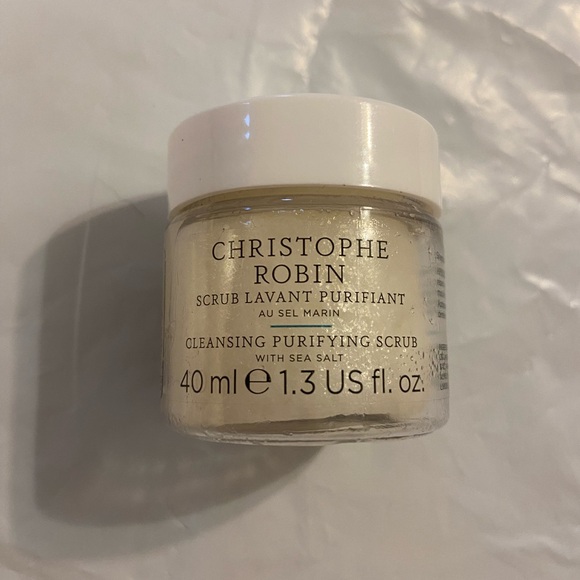 CHRISTOPHE
ROBIN
SCRUB LAVANT PURIFIANT
AU SEL MARIN
CLEANSING PURIFYING SCRUB
WITH SEA SALT
40 ml e 1.3 US fl. oz.